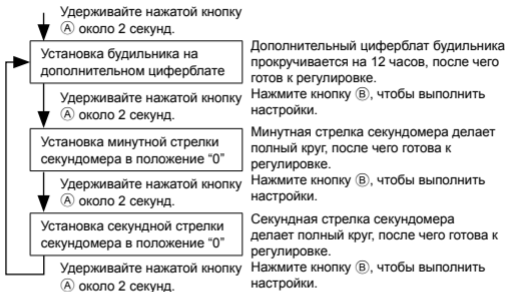 Удерживайте нажатой кнопку
Ⓐ около 2 секунд.
Установка будильника на
дополнительном циферблате
Дополнительный циферблат будильника
прокручивается на 12 часов, после чего
готов к регулировке.
Нажмите кнопку Ⓑ, чтобы выполнить
настройки.
Удерживайте нажатой кнопку
Ⓐ около 2 секунд.
Установка минутной стрелки
секундомера в положение “0”
Минутная стрелка секундомера делает
полный круг, после чего готова к
регулировке.
Нажмите кнопку Ⓑ, чтобы выполнить
настройки.
Удерживайте нажатой кнопку
Ⓐ около 2 секунд.
Установка секундной стрелки
секундомера в положение “0”
Секундная стрелка секундомера
делает полный круг, после чего готова к
регулировке.
Нажмите кнопку Ⓑ, чтобы выполнить
настройки.
Удерживайте нажатой кнопку
Ⓐ около 2 секунд.